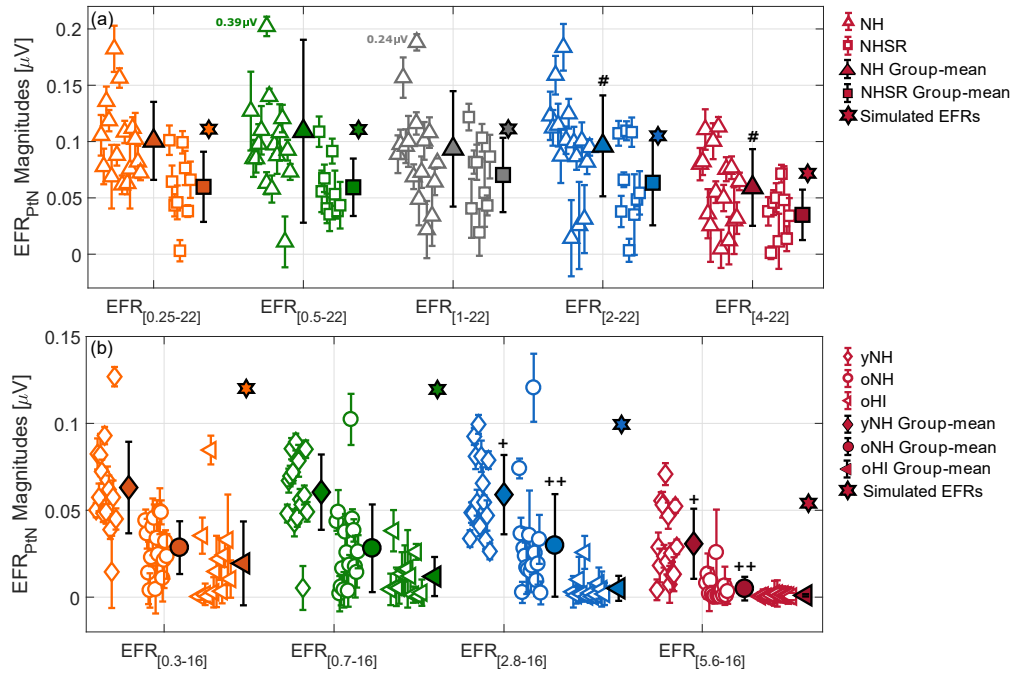 (a)
EFR_PtN Magnitudes [μV]
0.2
0.15
0.1
0.05
0
0.39μV
0.24μV
#
#
EFR[0.25-22]
EFR[0.5-22]
EFR[1-22]
EFR[2-22]
EFR[4-22]
NH
NHSR
NH Group-mean
NHSR Group-mean
Simulated EFRs
(b)
EFR_PtN Magnitudes [μV]
0.15
0.1
0.05
0
+
++
+
++
EFR[0.3-16]
EFR[0.7-16]
EFR[2.8-16]
EFR[5.6-16]
yNH
oNH
oHI
yNH Group-mean
oNH Group-mean
oHI Group-mean
Simulated EFRs